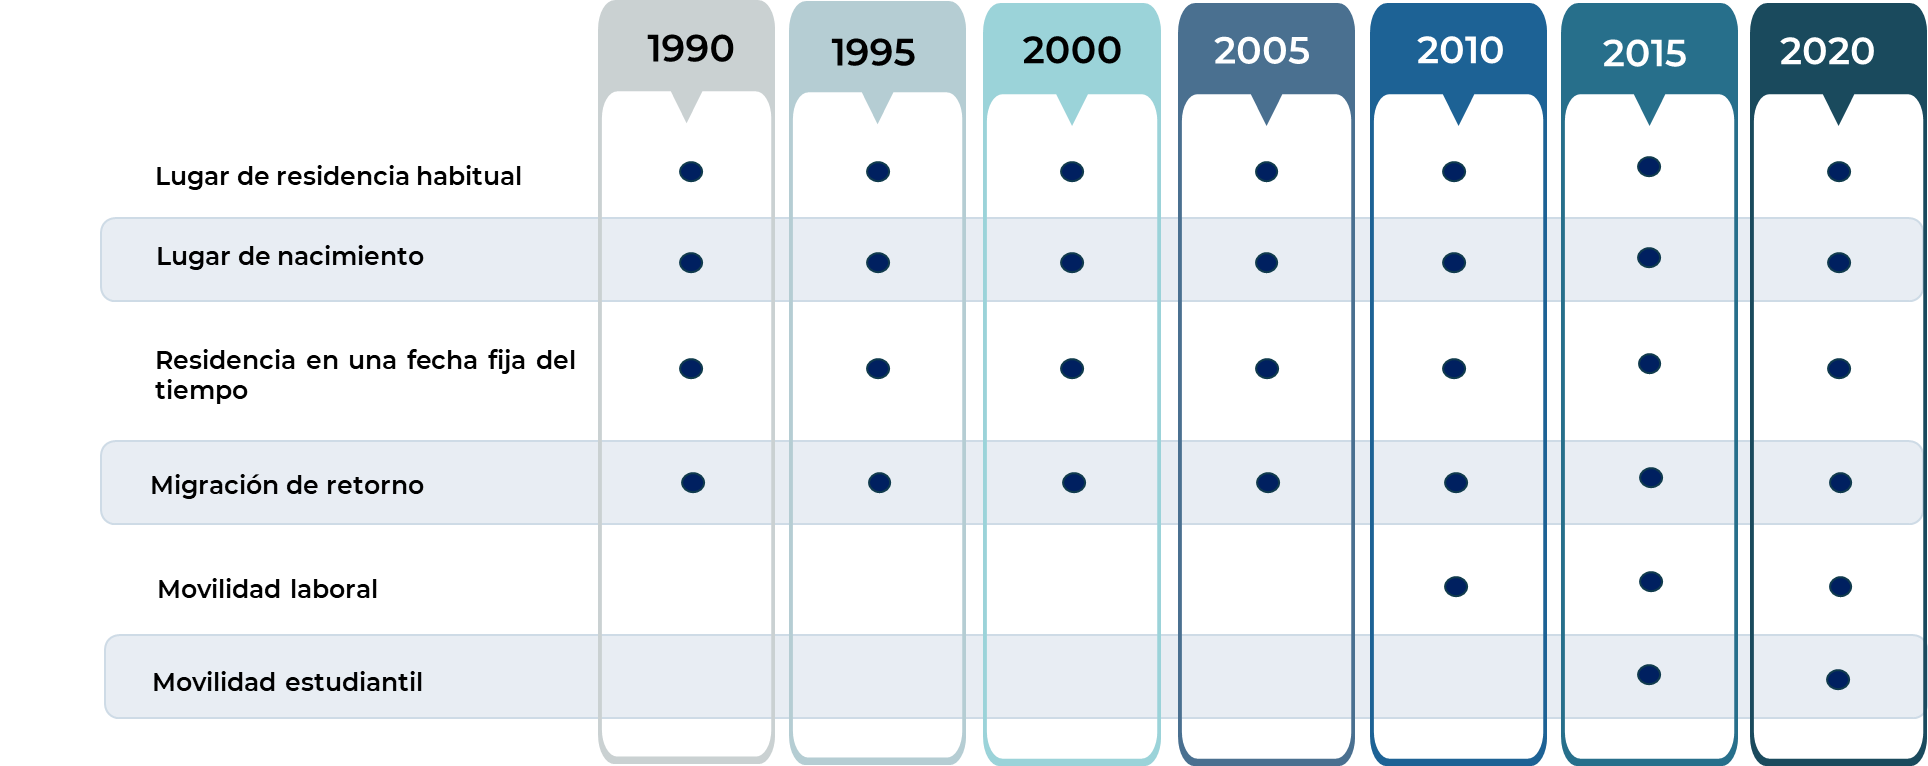 1990 1995 2000 2005 2010 2015 2020
Lugar de residencia habitual
Lugar de nacimiento
Residencia en una fecha fija del
tiempo
Migración de retorno
Movilidad laboral
Movilidad estudiantil